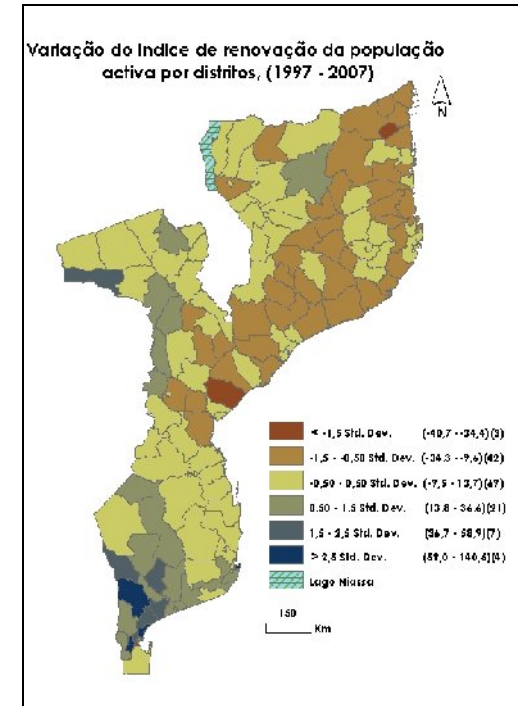 Variação do indice de renovação da população
activa por distritos, (1997 - 2007)
N
< -1,5 Std. Dev. (-40,7 --34,4)(3)
-1,5 - -0,50 Std. Dev. (-34,3 --9,6)(42)
-0,50 - 0,50 Std. Dev. (-9,5 - 13,7)(67)
0,50 - 1,5 Std. Dev. (13,8 - 36,6)(21)
1,5 - 2,5 Std. Dev. (36,7 - 58,9)(7)
> 2,5 Std. Dev. (59,0 - 140,5)(4)
Lago Niassa
150
Km